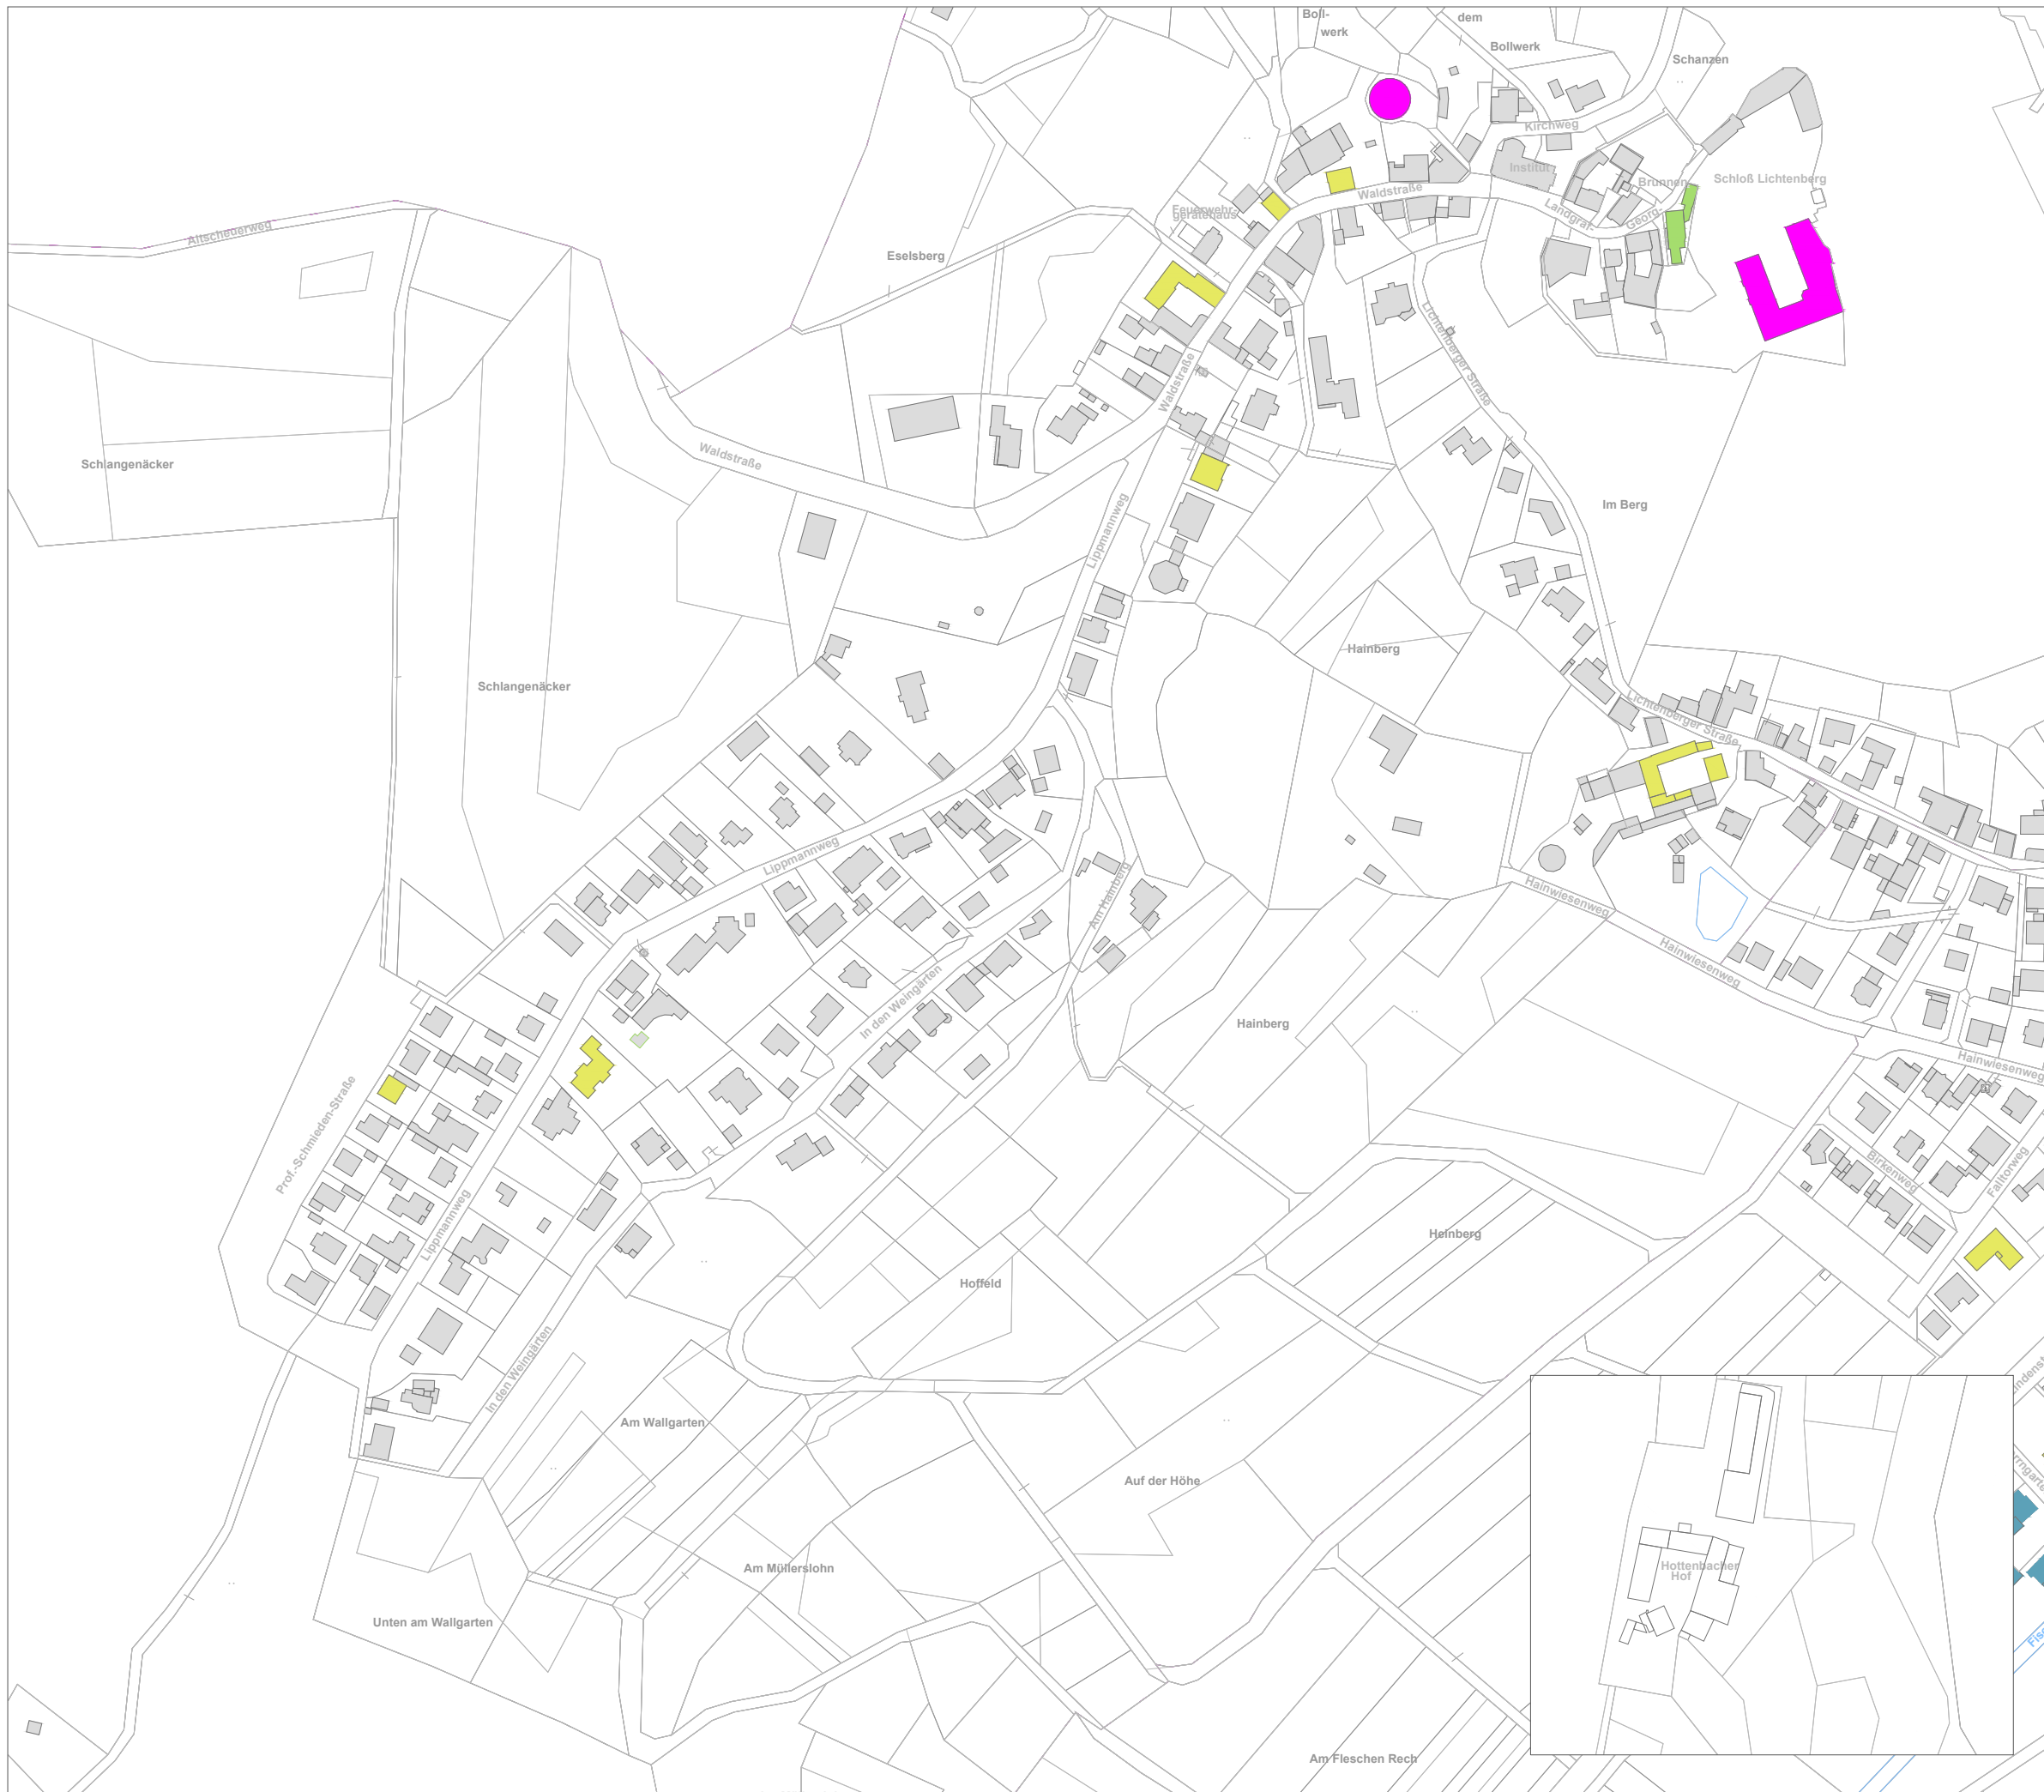 Boll-
werk
dem
Bollwerk
Schanzen
Kirchweg
Institut
Brunnen
Schloß Lichtenberg
Waldstraße
Landgraf-
Georg-
Feuerwehr-
gerätehaus
Altscheuerweg
Eselsberg
Lichtenberger Straße
Waldstraße
Waldstraße
Schlangenäcker
Im Berg
Lippmannweg
Hainberg
Schlangenäcker
Lichtenberger Straße
Lippmannweg
Am Hainberg
Hainwiesenweg
Hainwiesenweg
In den Weingärten
Hainberg
Hainwiesenweg
Prof.-Schmieden-Straße
Birkenweg
Falltorweg
Lippmannweg
Heinberg
Hoffeld
In den Weingärten
Am Wallgarten
Auf der Höhe
Am Müllerslohn
Hottenbacher
Hof
Unten am Wallgarten
Am Fleschen Rech